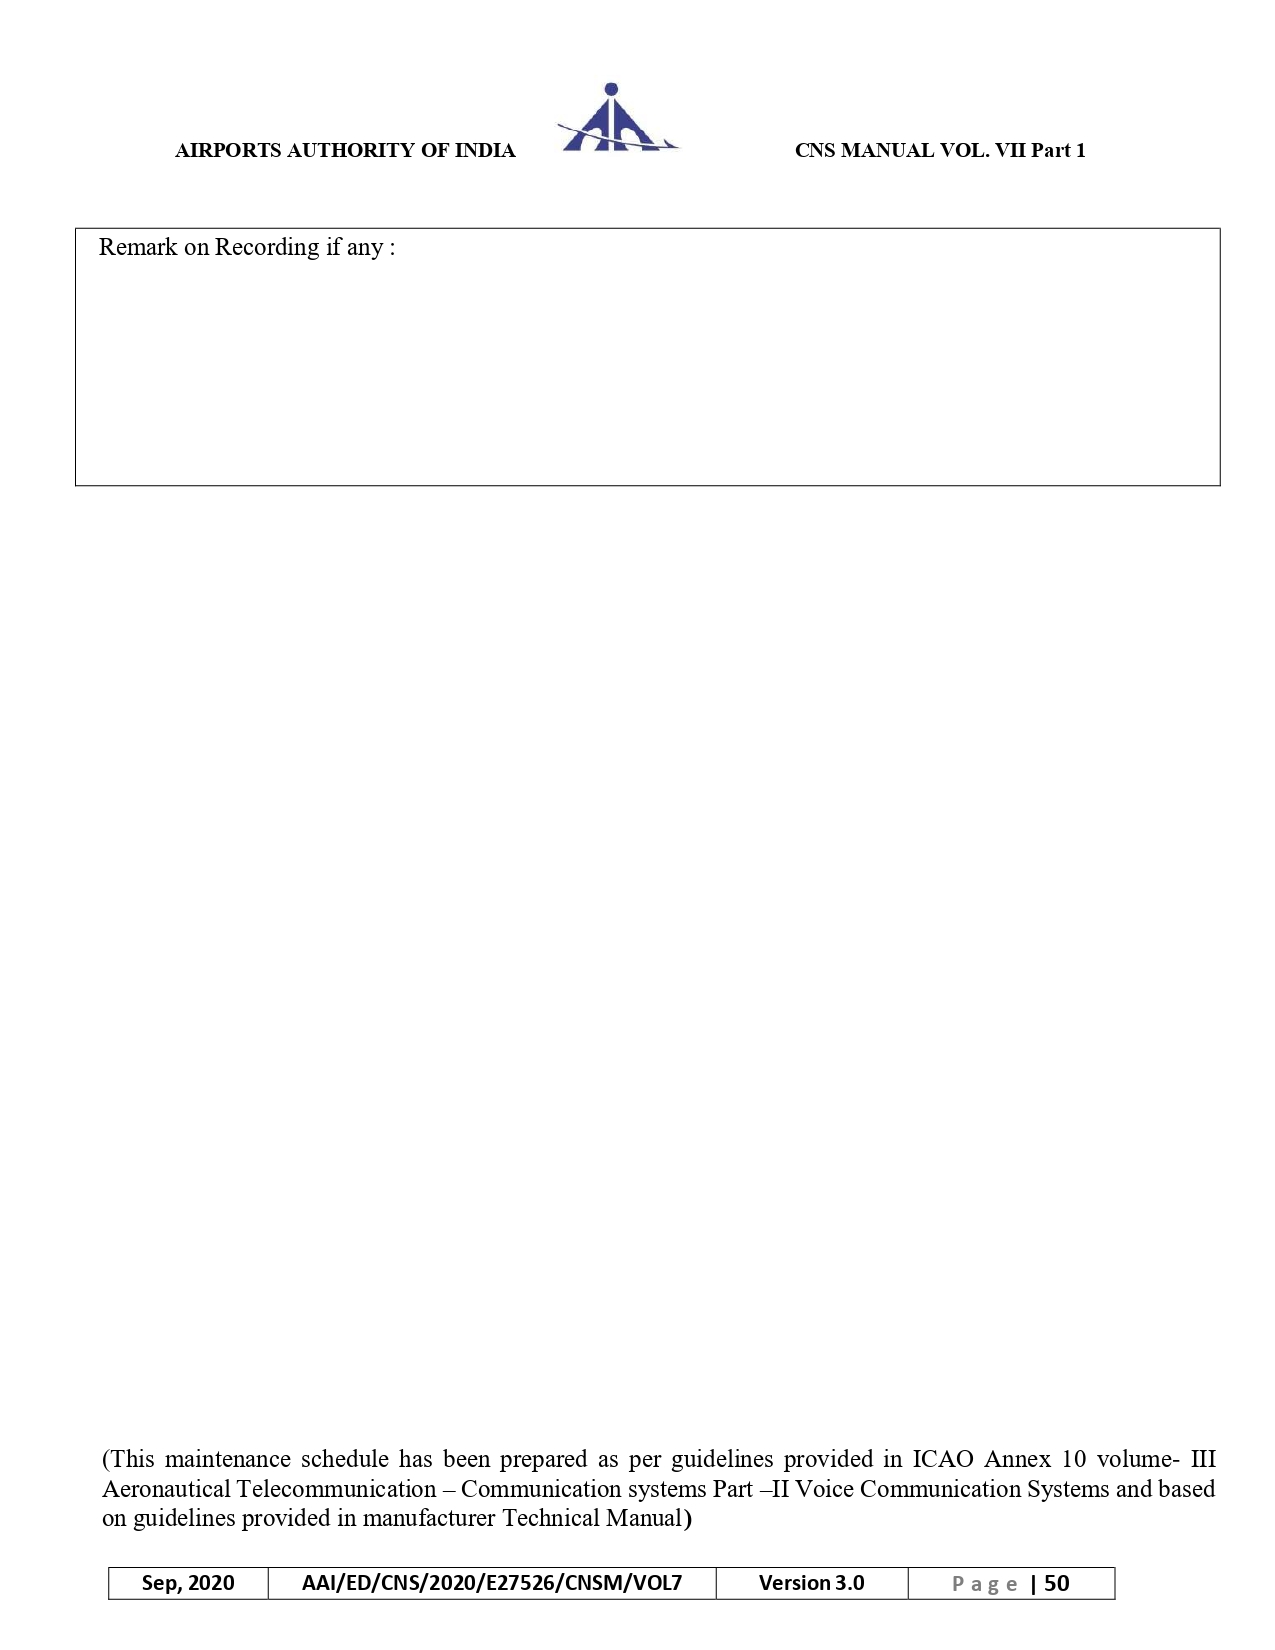 AIRPORTS AUTHORITY OF INDIA CNS MANUAL VOL. VII Part 1
Remark on Recording if any :
(This maintenance schedule has been prepared as per guidelines provided in ICAO Annex 10 volume- III
Aeronautical Telecommunication – Communication systems Part –II Voice Communication Systems and based
on guidelines provided in manufacturer Technical Manual)
Sep, 2020 AAI/ED/CNS/2020/E27526/CNSM/VOL7 Version 3.0 Page | 50